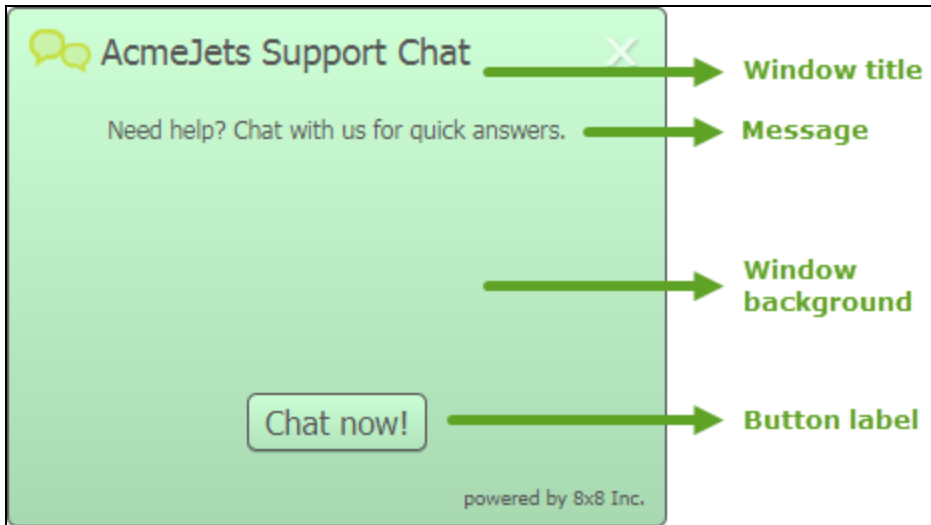 AcmeJets Support Chat
Window title
Need help? Chat with us for quick answers.
Message
Window
background
Chat now!
Button label
powered by 8x8 Inc.